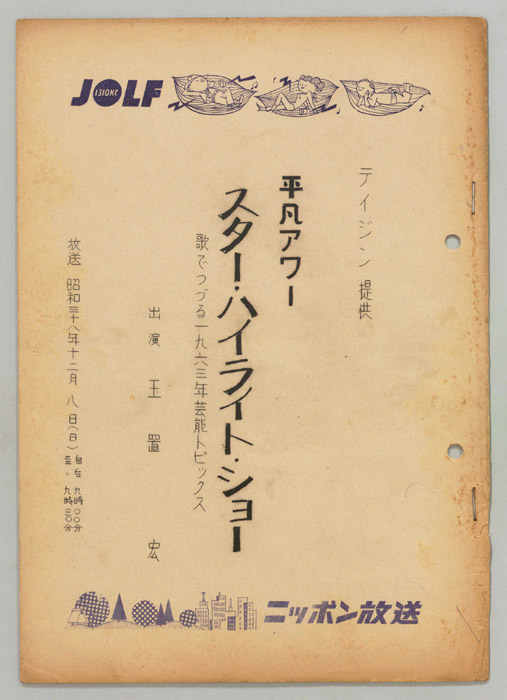 JOLF
1310KC
テイジン 提供
平凡アワー
スター・ハイライト・ショー
歌でつづる一九六三年芸能トピックス
出演 玉置 宏
放送 昭和三十八年十二月八日(日) 自后 九時〇〇分
至〃 九時三〇分
ニッポン放送